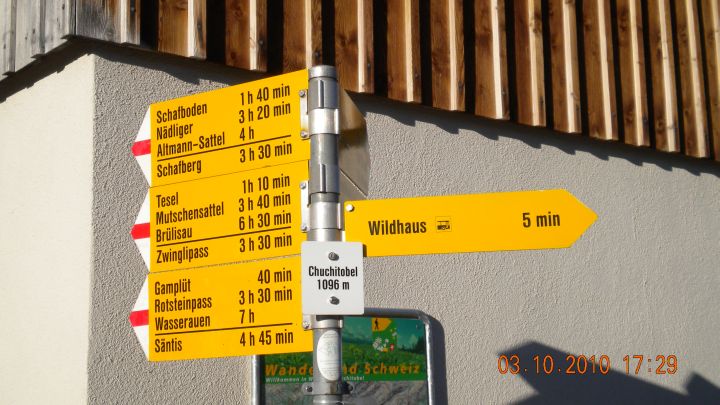 Schafboden 1 h 40 min
Nädliger 3 h 20 min
Altmann-Sattel 4 h
Schafberg 3 h 30 min
Tesel 1 h 10 min
Mutschensattel 3 h 40 min
Brülisau 6 h 30 min
Zwinglipass 3 h 30 min
Gamplüt 40 min
Rotsteinpass 3 h 30 min
Wasserauen 7 h
Säntis 4 h 45 min
Wildhaus 5 min
Chuchitobel
1096 m
Schweiz
Willkommen in
03.10.2010 17:29